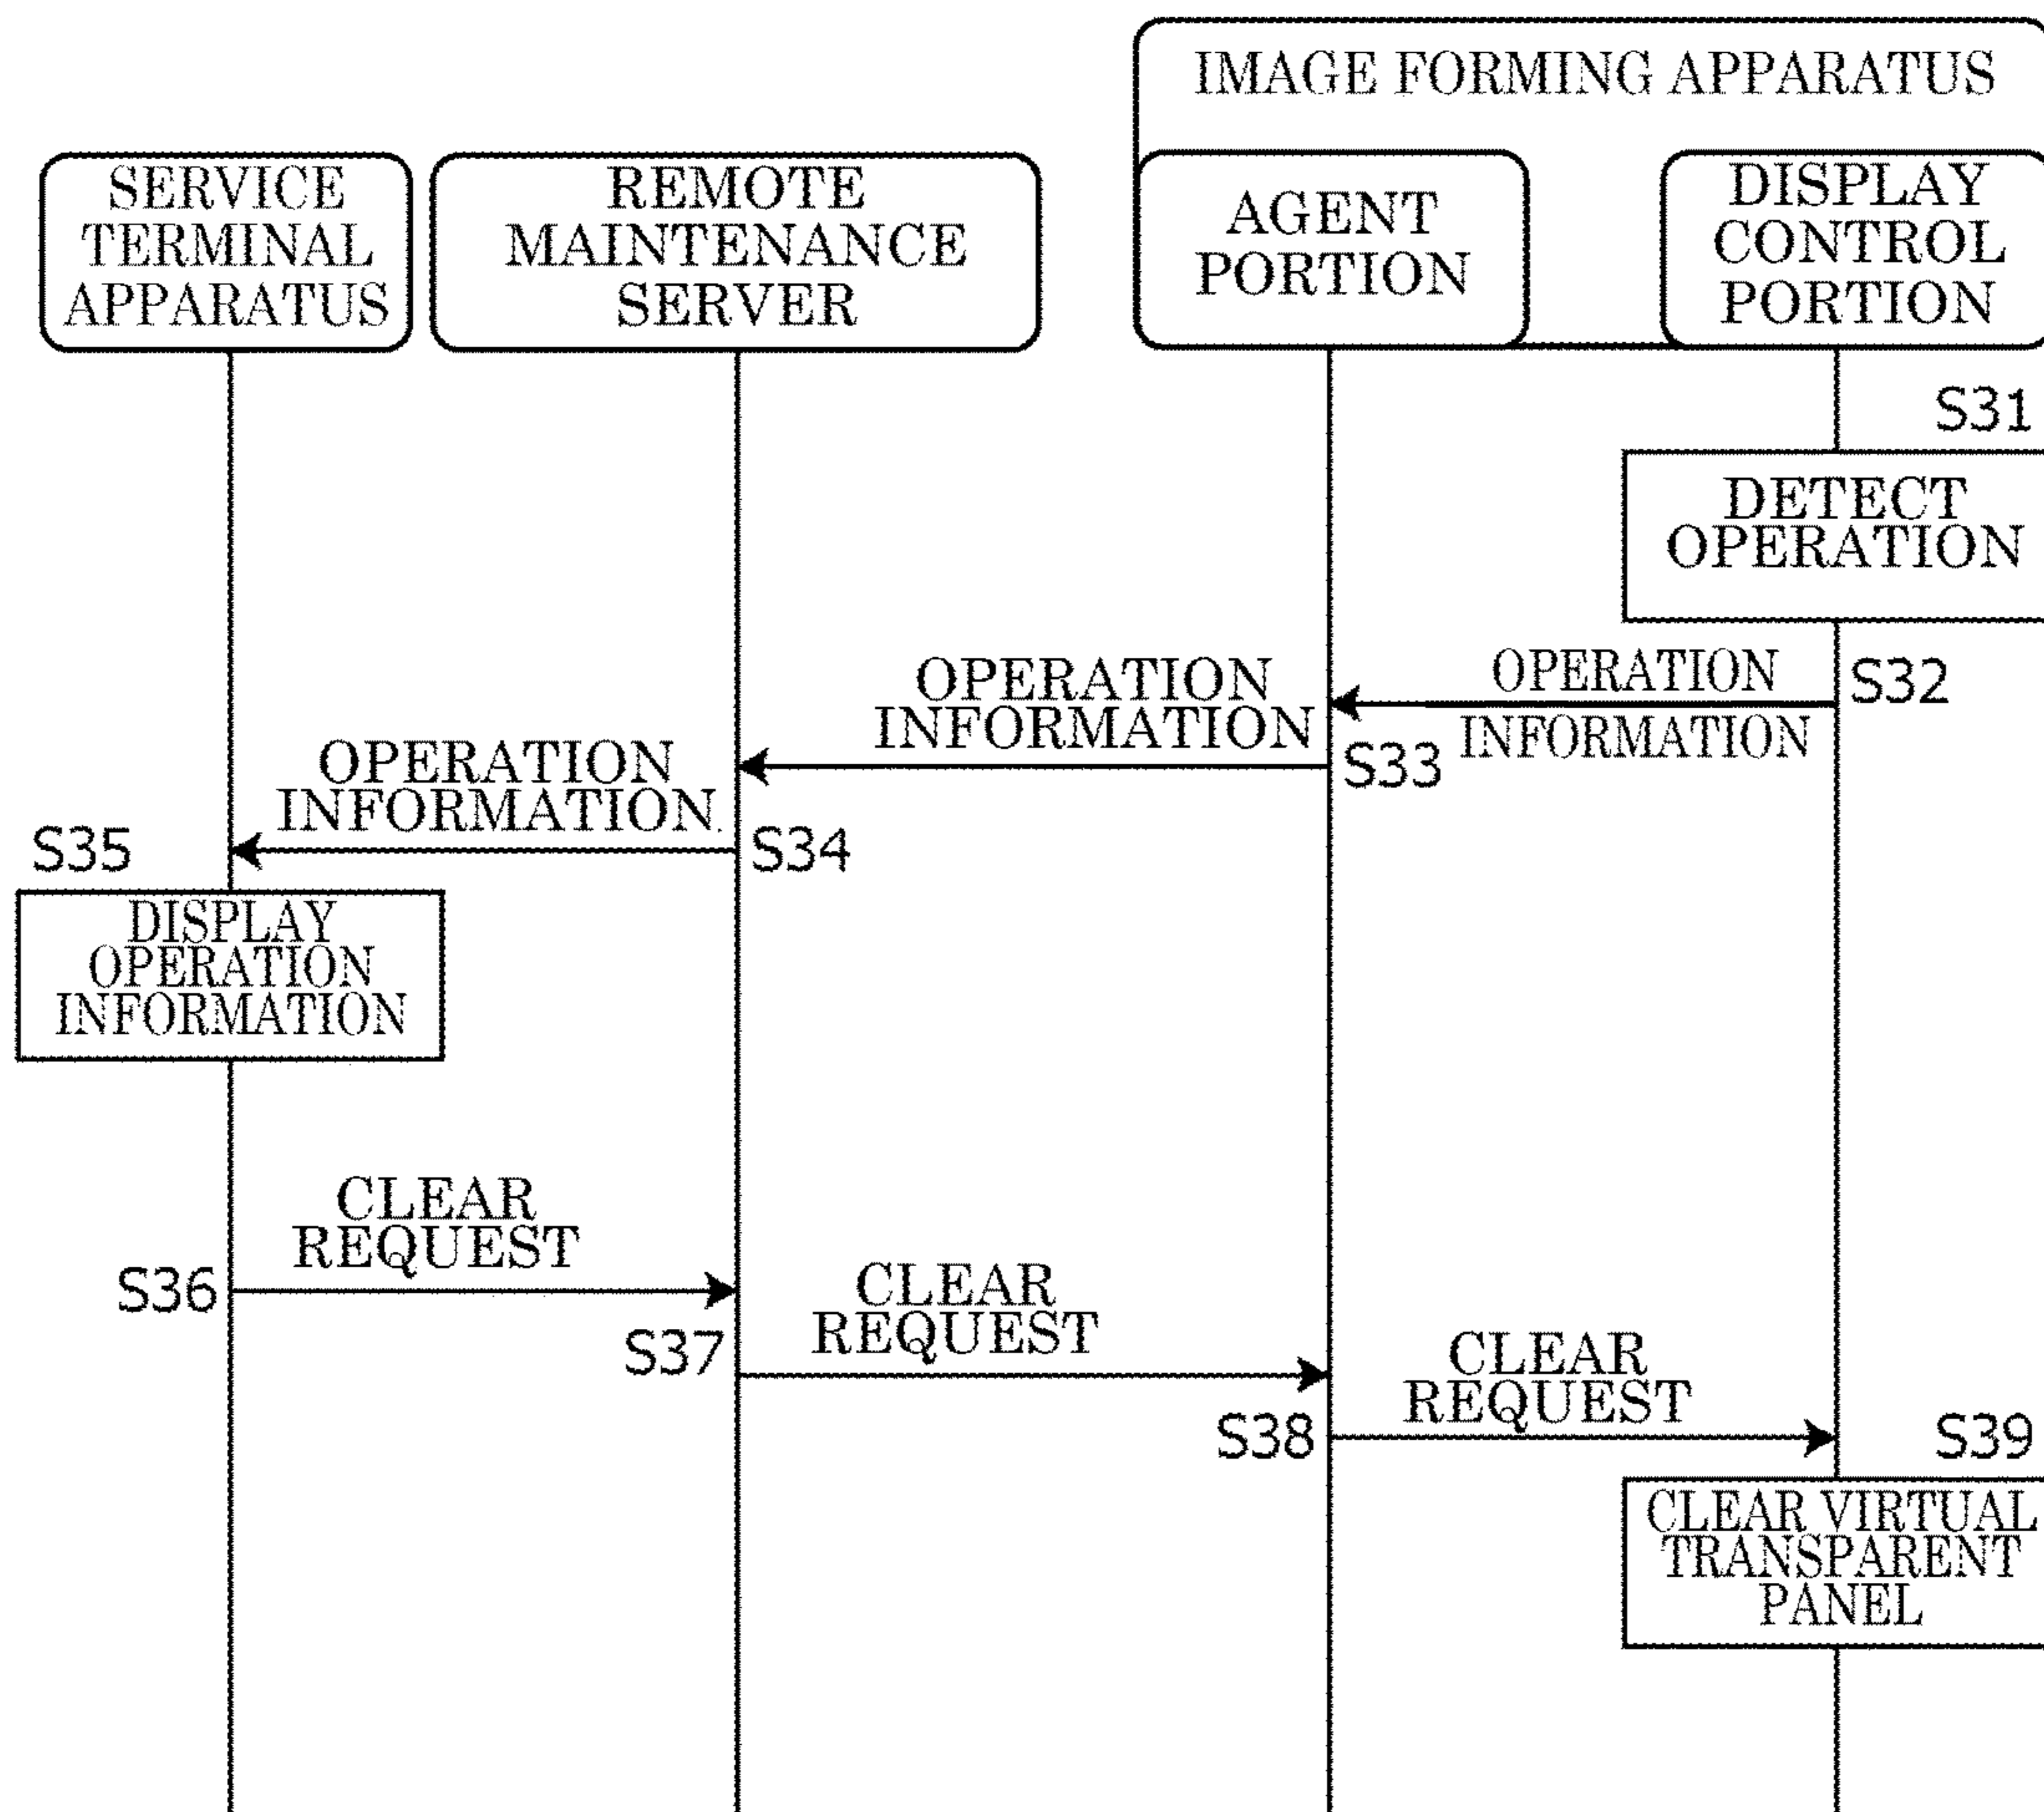 IMAGE FORMING APPARATUS
SERVICE
TERMINAL
APPARATUS
REMOTE
MAINTENANCE
SERVER
AGENT
PORTION
DISPLAY
CONTROL
PORTION
S31
DETECT
OPERATION
OPERATION
INFORMATION
S32
OPERATION
INFORMATION
S33
OPERATION
INFORMATION
S34
S35
DISPLAY
OPERATION
INFORMATION
CLEAR
REQUEST
S36
CLEAR
REQUEST
S37
CLEAR
REQUEST
S38
S39
CLEAR VIRTUAL
TRANSPARENT
PANEL